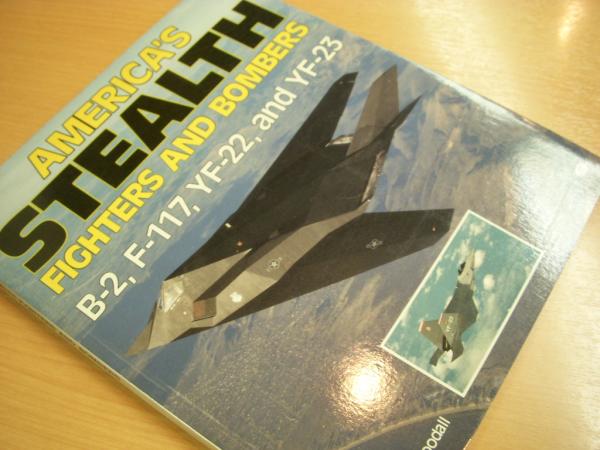 AMERICA'S
STEALTH
FIGHTERS AND BOMBERS
B-2, F-117, YF-22, and YF-23